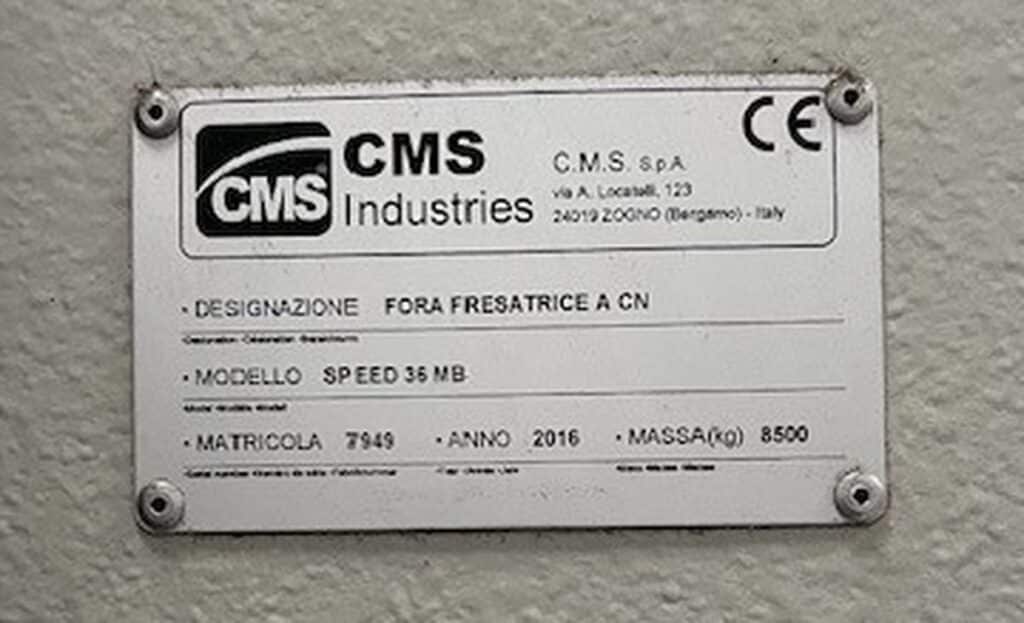 CMS
CMS
Industries
C.M.S. S.p.A.
via A. Locatelli, 123
24019 ZOGNO (Bergamo) - Italy
CE
• DESIGNAZIONE FORA FRESATRICE A CN
• MODELLO SPEED 36 MB
• MATRICOLA 7949 • ANNO 2016 • MASSA(kg) 8500